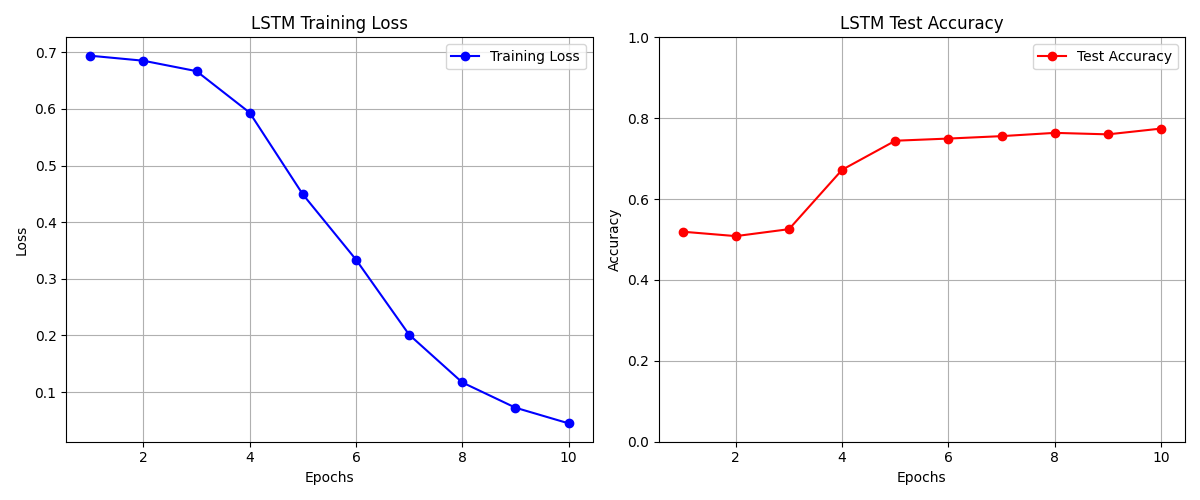 LSTM Training Loss
Training Loss
0.7
0.6
0.5
0.4
0.3
0.2
0.1
Loss
2 4 6 8 10
Epochs
LSTM Test Accuracy
Test Accuracy
1.0
0.8
0.6
0.4
0.2
0.0
Accuracy
2 4 6 8 10
Epochs